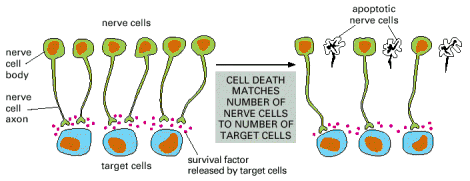 nerve cells
nerve
cell
body
nerve
cell
axon
target cells
survival factor
released by target cells
CELL DEATH
MATCHES
NUMBER OF
NERVE CELLS
TO NUMBER OF
TARGET CELLS
apoptotic
nerve cells